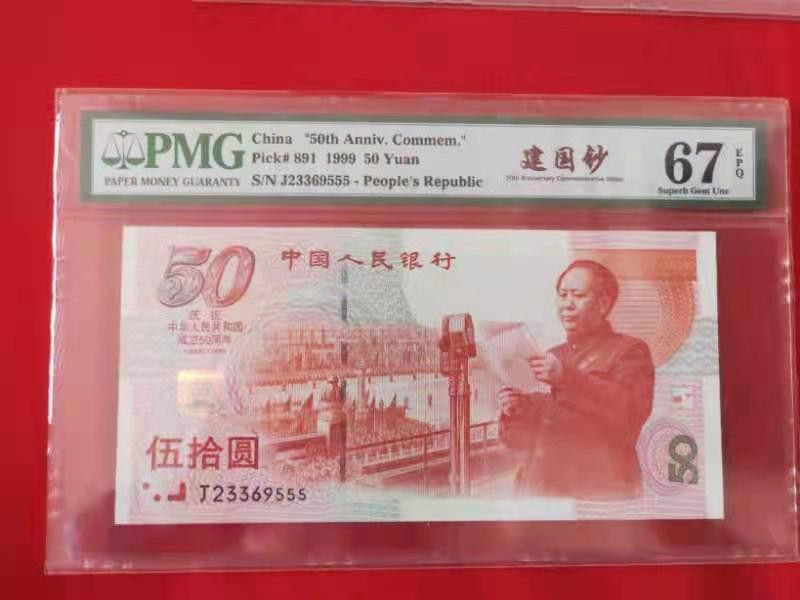 PMG
PAPER MONEY GUARANTY
China "50th Anniv. Commem."
Pick# 891 1999 50 Yuan
S/N J23369555 - People's Republic
建国钞
67
EPQ
Superb Gem Unc
50
中国人民银行
庆祝
中华人民共和国
成立50周年
伍拾圆
J23369555
50